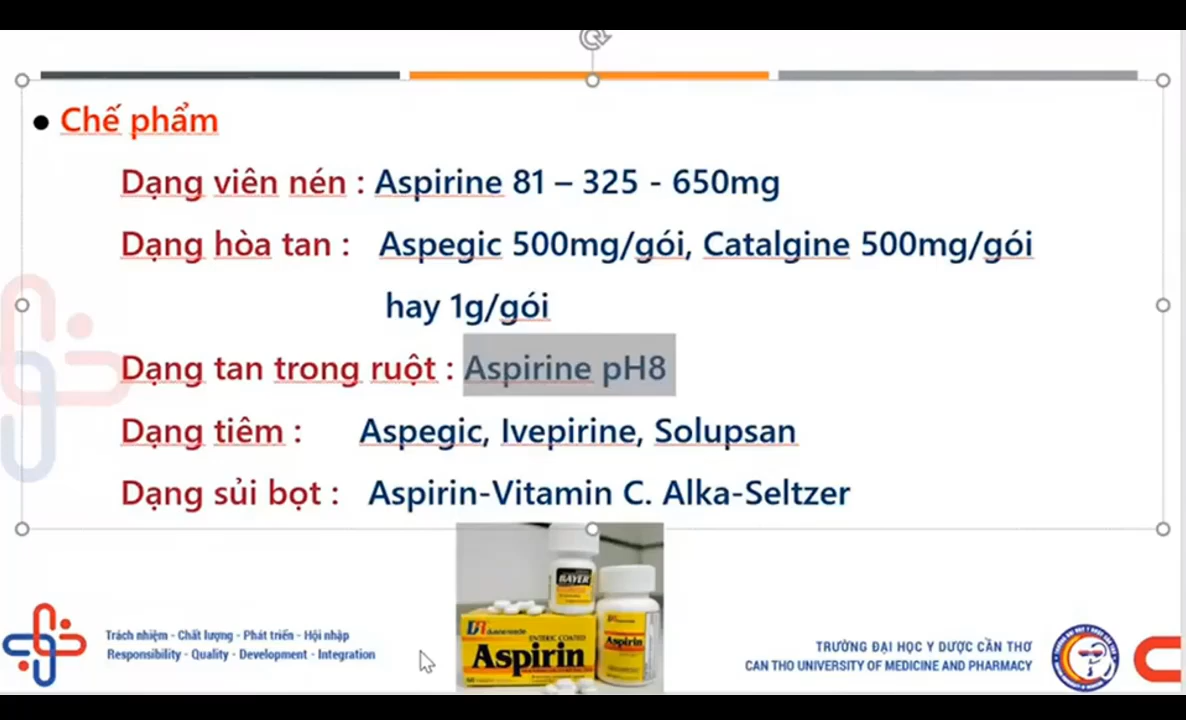 Chế phẩm
Dạng viên nén : Aspirine 81 – 325 - 650mg
Dạng hòa tan : Aspegic 500mg/gói, Catalgine 500mg/gói
hay 1g/gói
Dạng tan trong ruột : Aspirine pH8
Dạng tiêm : Aspegic, Ivepirine, Solupsan
Dạng sủi bọt : Aspirin-Vitamin C. Alka-Seltzer
BAYER
ENTERIC COATED
Aspirin
Aspirin
Trách nhiệm - Chất lượng - Phát triển - Hội nhập
Responsibility - Quality - Development - Integration
TRƯỜNG ĐẠI HỌC Y DƯỢC CẦN THƠ
CAN THO UNIVERSITY OF MEDICINE AND PHARMACY